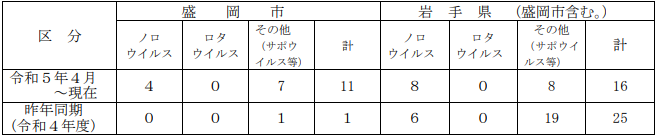 区　分　盛　岡　市　岩　手　県　（盛岡市含む。）
ノロウイルス　ロタウイルス　その他（サポウイルス等）　計　ノロウイルス　ロタウイルス　その他（サポウイルス等）　計
令和５年４月～現在　４　０　７　11　８　０　８　16
昨年同期（令和４年度）　０　０　１　１　６　０　19　25